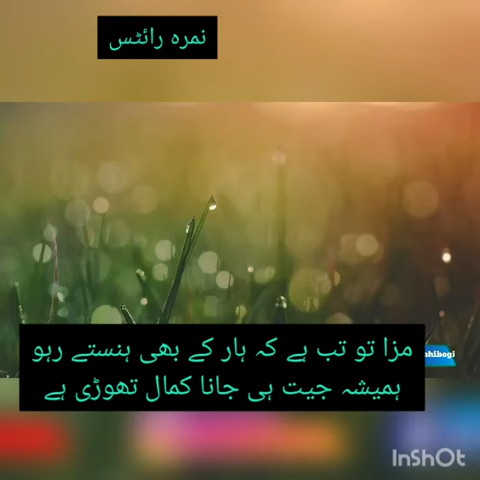 نمرہ رائٹس
مزا تو تب ہے کہ ہار کے بھی ہنستے رہو
ہمیشہ جیت ہی جانا کمال تھوڑی ہے
InShOt